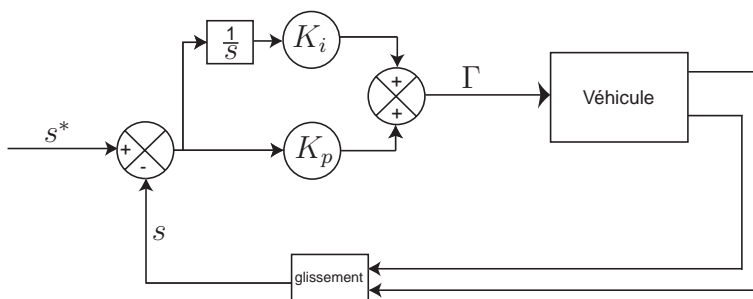 1/s
K_i
+
+
Γ
Véhicule
s*
+
-
K_p
s
glissement